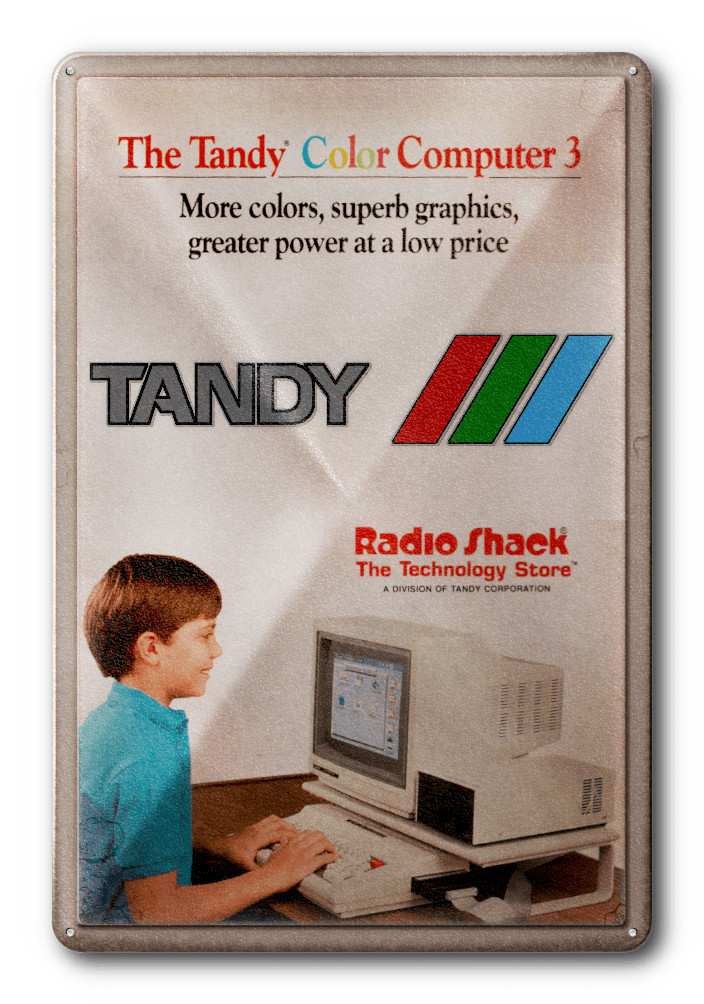 The Tandy® Color Computer 3
More colors, superb graphics,
greater power at a low price
TANDY
Radio Shack®
The Technology Store™
A DIVISION OF TANDY CORPORATION